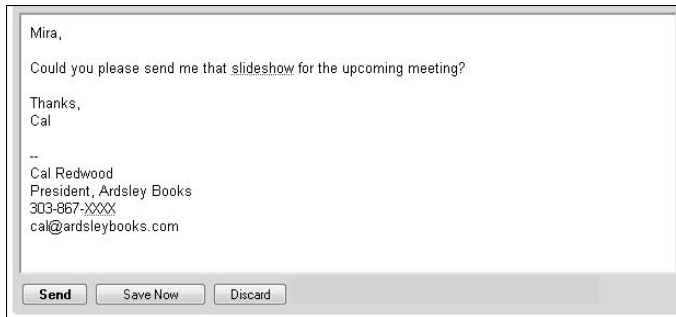 Mira,
Could you please send me that slideshow for the upcoming meeting?
Thanks,
Cal
--
Cal Redwood
President, Ardsley Books
303-867-XXXX
cal@ardsleybooks.com
Send Save Now Discard